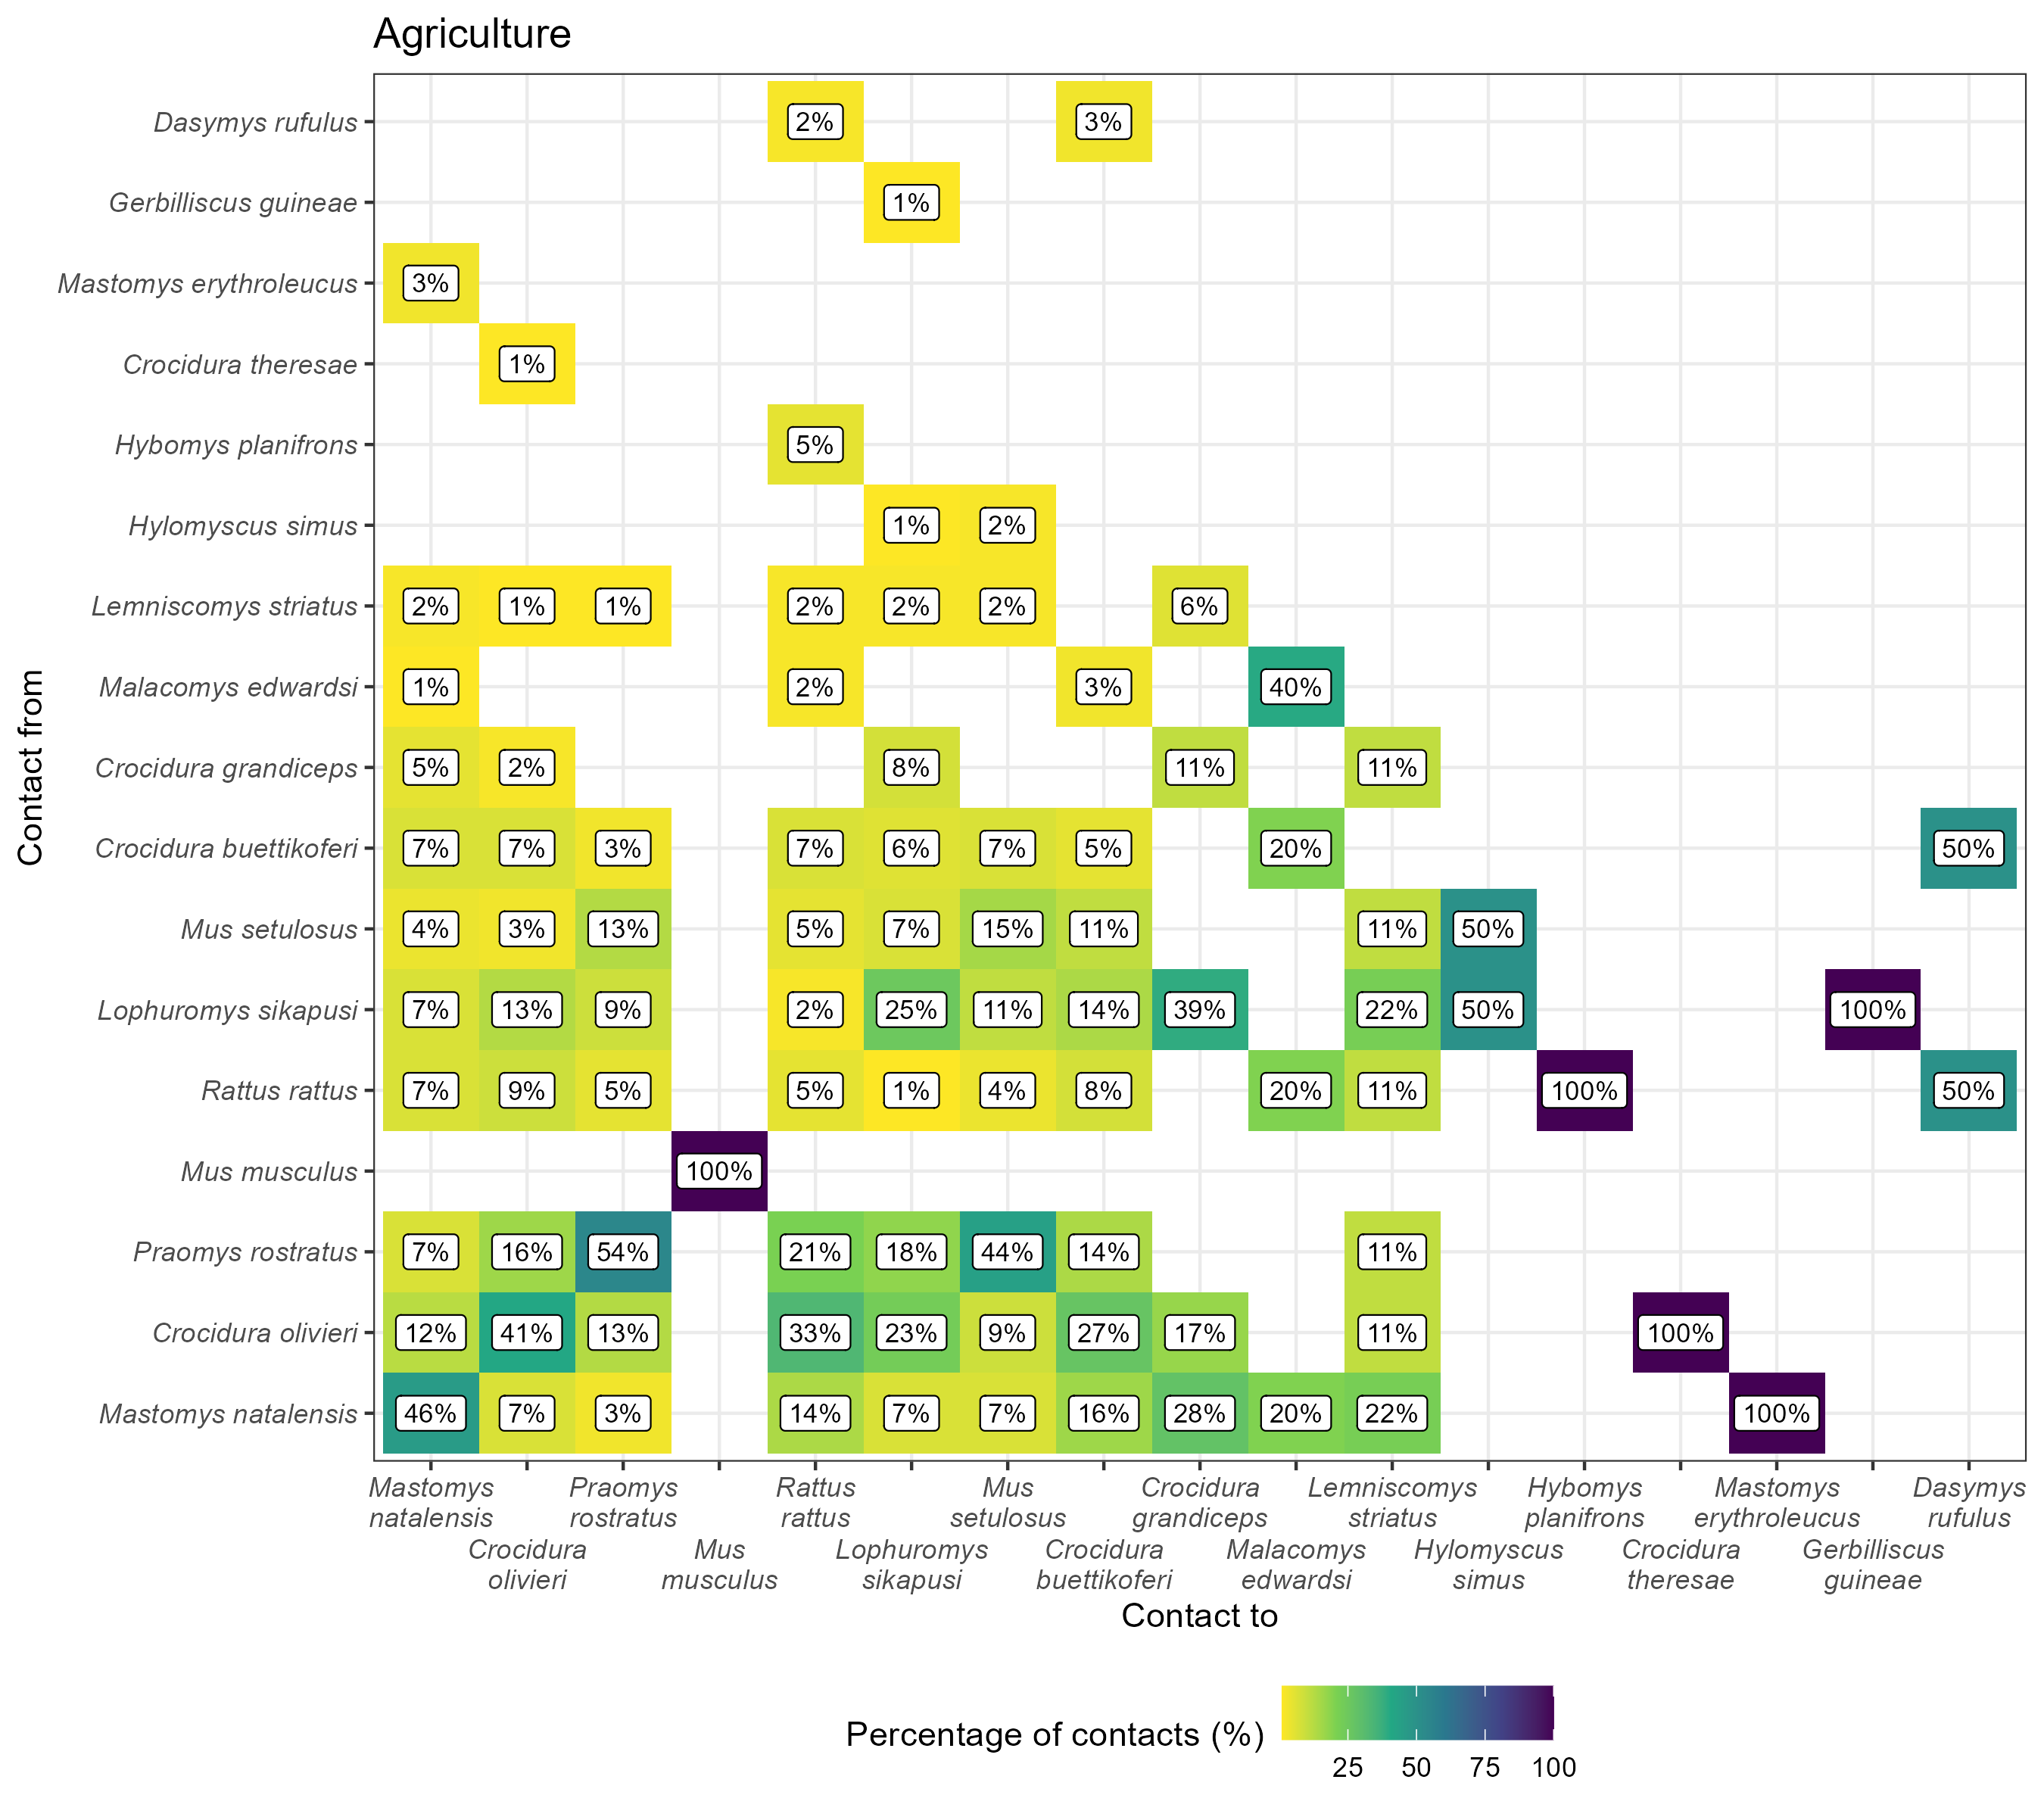 Agriculture
Contact from
Dasymys rufulus 2% 3%
Gerbilliscus guineae 1%
Mastomys erythroleucus 3%
Crocidura theresae 1%
Hybomys planifrons 5%
Hylomyscus simus 1% 2%
Lemniscomys striatus 2% 1% 1% 2% 2% 2% 6%
Malacomys edwardsi 1% 2% 3% 40%
Crocidura grandiceps 5% 2% 8% 11% 11%
Crocidura buettikoferi 7% 7% 3% 7% 6% 7% 5% 20% 50%
Mus setulosus 4% 3% 13% 5% 7% 15% 11% 11% 50%
Lophuromys sikapusi 7% 13% 9% 2% 25% 11% 14% 39% 22% 50% 100%
Rattus rattus 7% 9% 5% 5% 1% 4% 8% 20% 11% 100% 50%
Mus musculus 100%
Praomys rostratus 7% 16% 54% 21% 18% 44% 14% 11%
Crocidura olivieri 12% 41% 13% 33% 23% 9% 27% 17% 11% 100%
Mastomys natalensis 46% 7% 3% 14% 7% 7% 16% 28% 20% 22% 100%
Mastomys Praomys Rattus Mus Crocidura Lemniscomys Hybomys Mastomys Dasymys
natalensis rostratus rattus setulosus grandiceps striatus planifrons erythroleucus rufulus
Crocidura Mus Lophuromys Crocidura Malacomys Hylomyscus Crocidura Gerbilliscus
olivieri musculus sikapusi buettikoferi edwardsi simus theresae guineae
Contact to
Percentage of contacts (%)
25 50 75 100